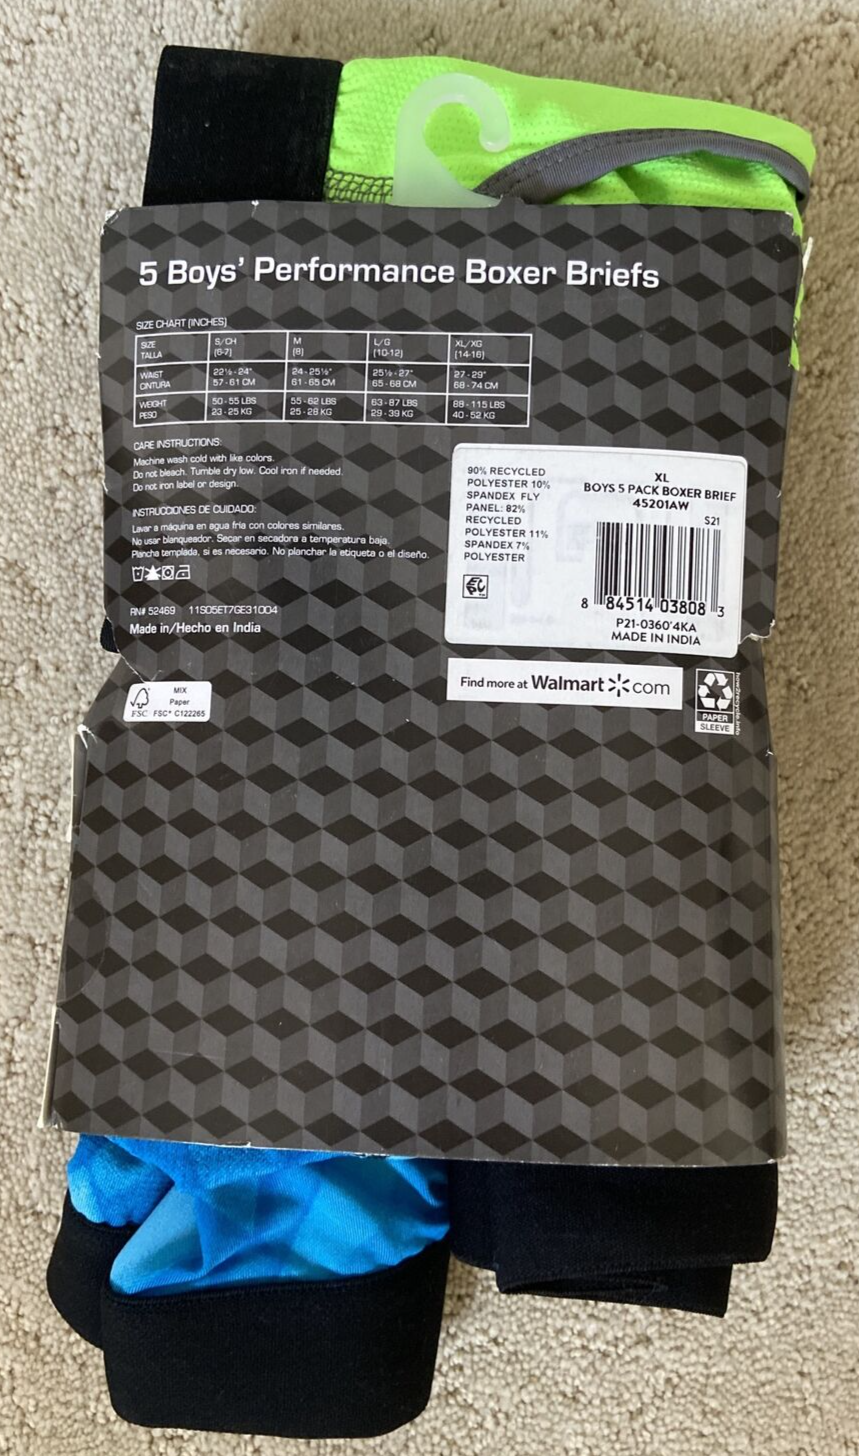 5 Boys' Performance Boxer Briefs
SIZE CHART (INCHES)
SIZE S/CH M L/G XL/XG
TALLA (6-7) (8) (10-12) (14-16)
WAIST 22½ - 24" 24 - 25½" 25½ - 27" 27 - 29"
CINTURA 57 - 61 CM 61 - 65 CM 65 - 68 CM 68 - 74 CM
WEIGHT 50 - 55 LBS 55 - 62 LBS 63 - 87 LBS 88 - 115 LBS
PESO 23 - 25 KG 25 - 28 KG 29 - 39 KG 40 - 52 KG
CARE INSTRUCTIONS:
Machine wash cold with like colors.
Do not bleach. Tumble dry low. Cool iron if needed.
Do not iron label or design.
INSTRUCCIONES DE CUIDADO:
Lavar a máquina en agua fría con colores similares.
No usar blanqueador. Secar en secadora a temperatura baja.
Plancha templada, si es necesario. No planchar la etiqueta o el diseño.
RN# 52469 11S05ET7GE31004
Made in/Hecho en India
90% RECYCLED
POLYESTER 10%
SPANDEX FLY
PANEL: 82%
RECYCLED
POLYESTER 11%
SPANDEX 7%
POLYESTER
XL
BOYS 5 PACK BOXER BRIEF
45201AW
S21
8 84514 03808 3
P21-0360'4KA
MADE IN INDIA
FSC
MIX
Paper
FSC® C122265
Find more at Walmart.com
PAPER
SLEEVE
how2recycle.info